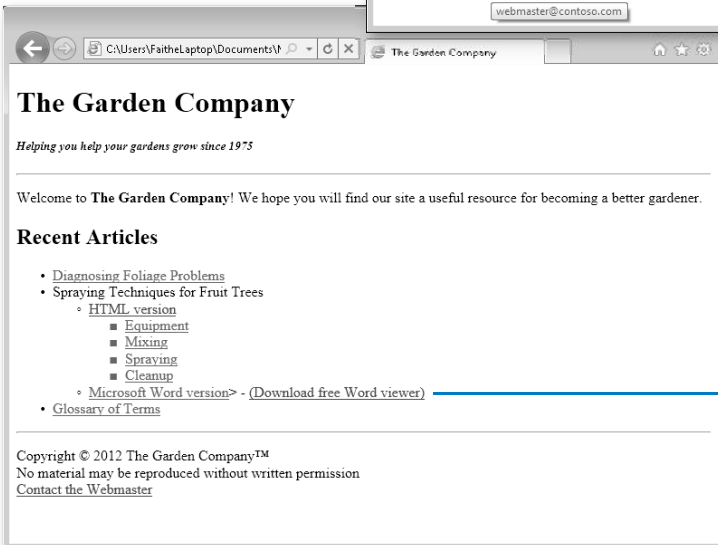 webmaster@contoso.com
C:\Users\FaitheLaptop\Documents\
The Garden Company
The Garden Company
Helping you help your gardens grow since 1975
Welcome to The Garden Company! We hope you will find our site a useful resource for becoming a better gardener.
Recent Articles
• Diagnosing Foliage Problems
• Spraying Techniques for Fruit Trees
◦ HTML version
▪ Equipment
▪ Mixing
▪ Spraying
▪ Cleanup
◦ Microsoft Word version> - (Download free Word viewer)
• Glossary of Terms
Copyright © 2012 The Garden Company™
No material may be reproduced without written permission
Contact the Webmaster